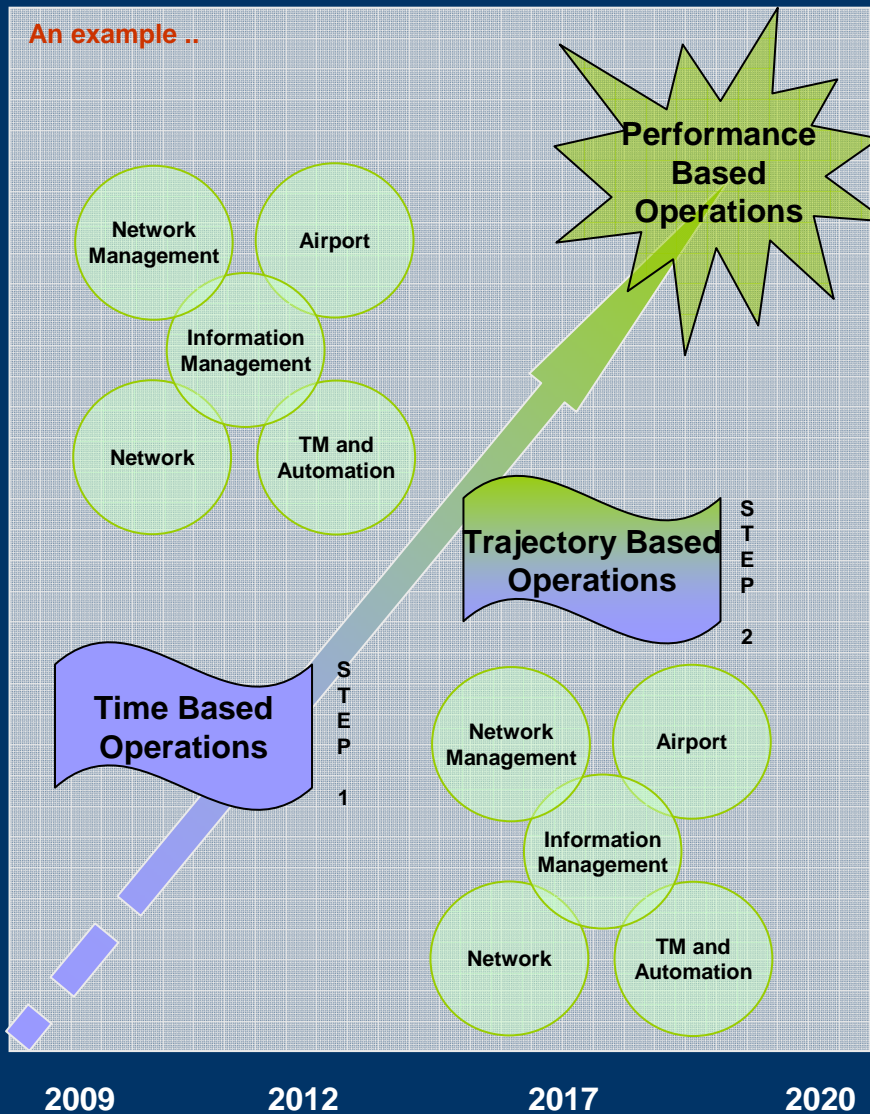 An example ..
Performance
Based
Operations
Network
Management
Airport
Information
Management
Network
TM and
Automation
Trajectory Based
Operations
S
T
E
P
2
Time Based
Operations
S
T
E
P
1
Network
Management
Airport
Information
Management
Network
TM and
Automation
2009
2012
2017
2020